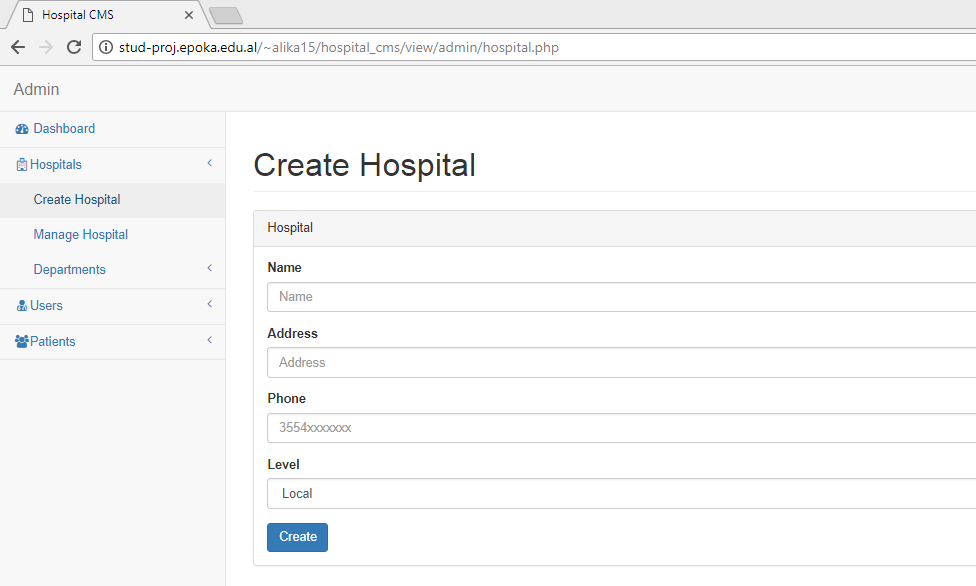 Hospital CMS
stud-proj.epoka.edu.al/~alika15/hospital_cms/view/admin/hospital.php
Admin
Dashboard
Hospitals
Create Hospital
Manage Hospital
Departments
Users
Patients
Create Hospital
Hospital
Name
Name
Address
Address
Phone
3554xxxxxxx
Level
Local
Create